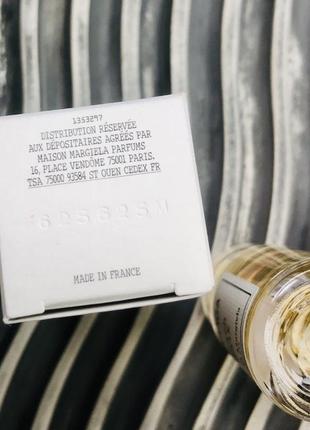 1353297
DISTRIBUTION RÉSERVÉE
AUX DÉPOSITAIRES AGRÉÉS PAR
MAISON MARGIELA PARFUMS
16, PLACE VENDÔME 75001 PARIS.
TSA 75000 93584 ST OUEN CEDEX FR
MADE IN FRANCE